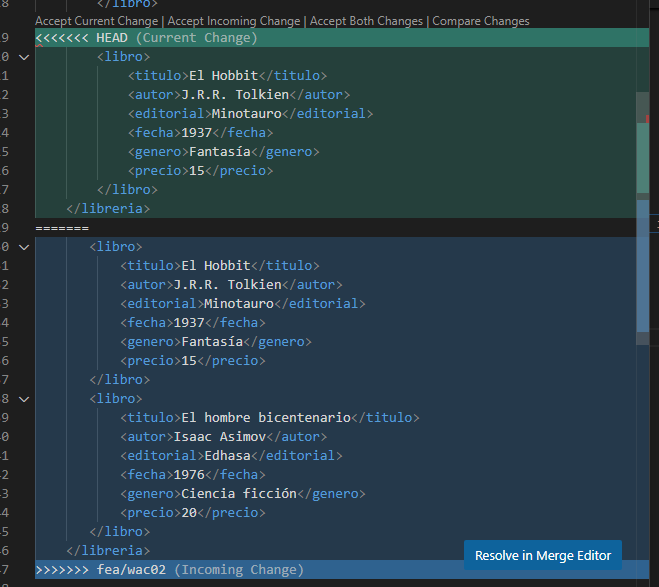 8 </libro>
Accept Current Change | Accept Incoming Change | Accept Both Changes | Compare Changes
9 <<<<<<< HEAD (Current Change)
0 <libro>
1 <titulo>El Hobbit</titulo>
2 <autor>J.R.R. Tolkien</autor>
3 <editorial>Minotauro</editorial>
4 <fecha>1937</fecha>
5 <genero>Fantasía</genero>
6 <precio>15</precio>
7 </libro>
8 </libreria>
9 =======
0 <libro>
1 <titulo>El Hobbit</titulo>
2 <autor>J.R.R. Tolkien</autor>
3 <editorial>Minotauro</editorial>
4 <fecha>1937</fecha>
5 <genero>Fantasía</genero>
6 <precio>15</precio>
7 </libro>
8 <libro>
9 <titulo>El hombre bicentenario</titulo>
0 <autor>Isaac Asimov</autor>
1 <editorial>Edhasa</editorial>
2 <fecha>1976</fecha>
3 <genero>Ciencia ficción</genero>
4 <precio>20</precio>
5 </libro>
6 </libreria>
Resolve in Merge Editor
7 >>>>>>> fea/wac02 (Incoming Change)